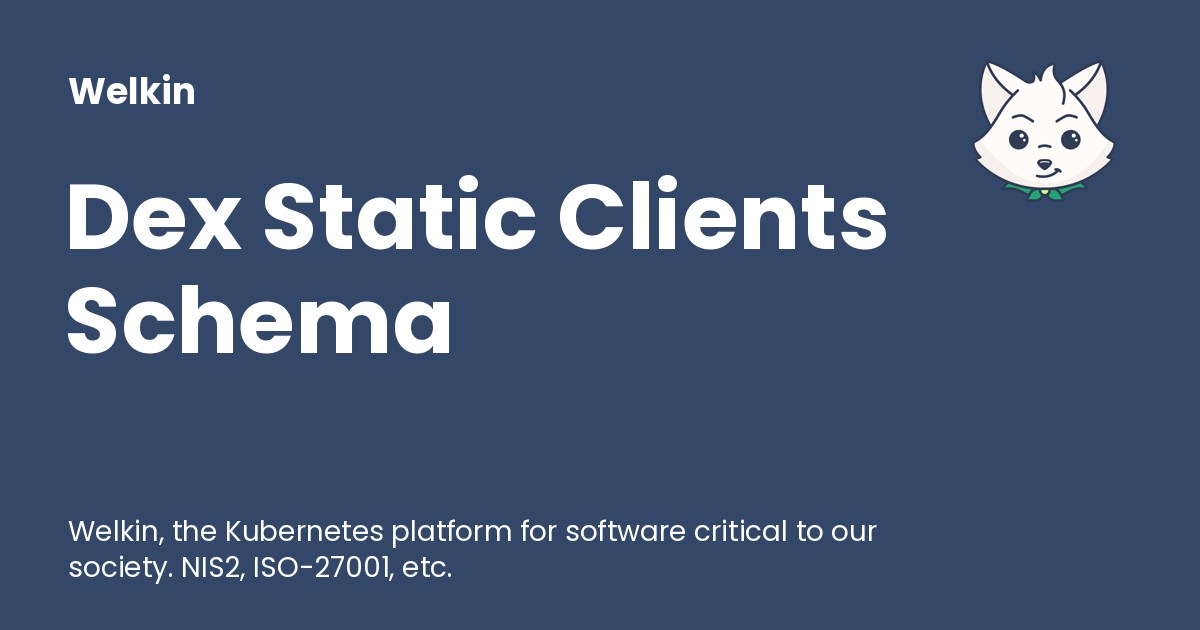 Welkin
Dex Static Clients
Schema
Welkin, the Kubernetes platform for software critical to our
society. NIS2, ISO-27001, etc.